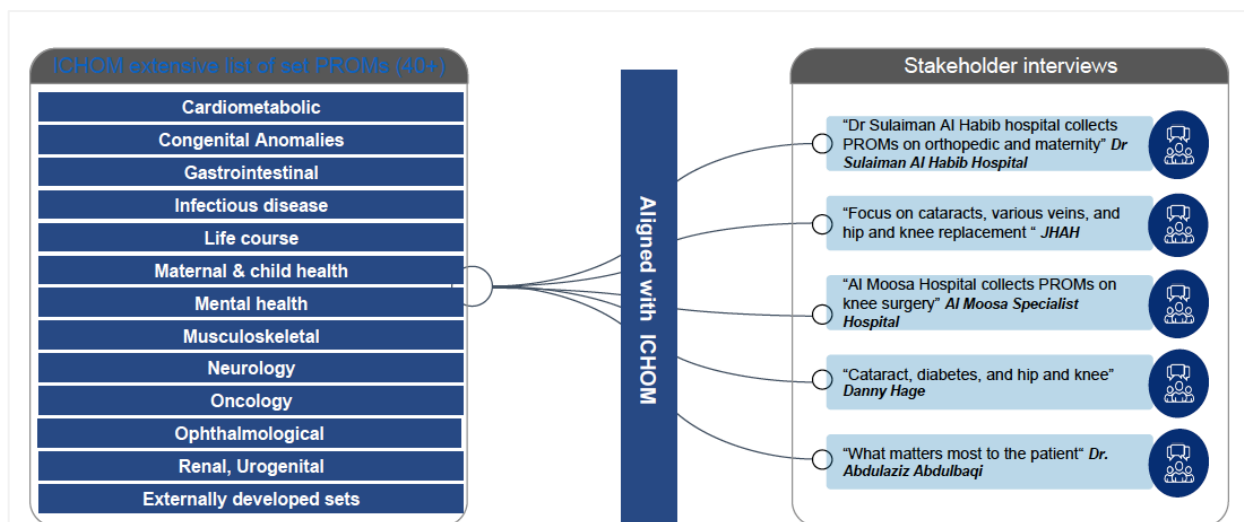 ICHOM extensive list of set PROMs (40+)
Cardiometabolic
Congenital Anomalies
Gastrointestinal
Infectious disease
Life course
Maternal & child health
Mental health
Musculoskeletal
Neurology
Oncology
Ophthalmological
Renal, Urogenital
Externally developed sets
Aligned with ICHOM
Stakeholder interviews
“Dr Sulaiman Al Habib hospital collects
PROMs on orthopedic and maternity” Dr
Sulaiman Al Habib Hospital
“Focus on cataracts, various veins, and
hip and knee replacement “ JHAH
“Al Moosa Hospital collects PROMs on
knee surgery” Al Moosa Specialist
Hospital
“Cataract, diabetes, and hip and knee”
Danny Hage
“What matters most to the patient“ Dr.
Abdulaziz Abdulbaqi